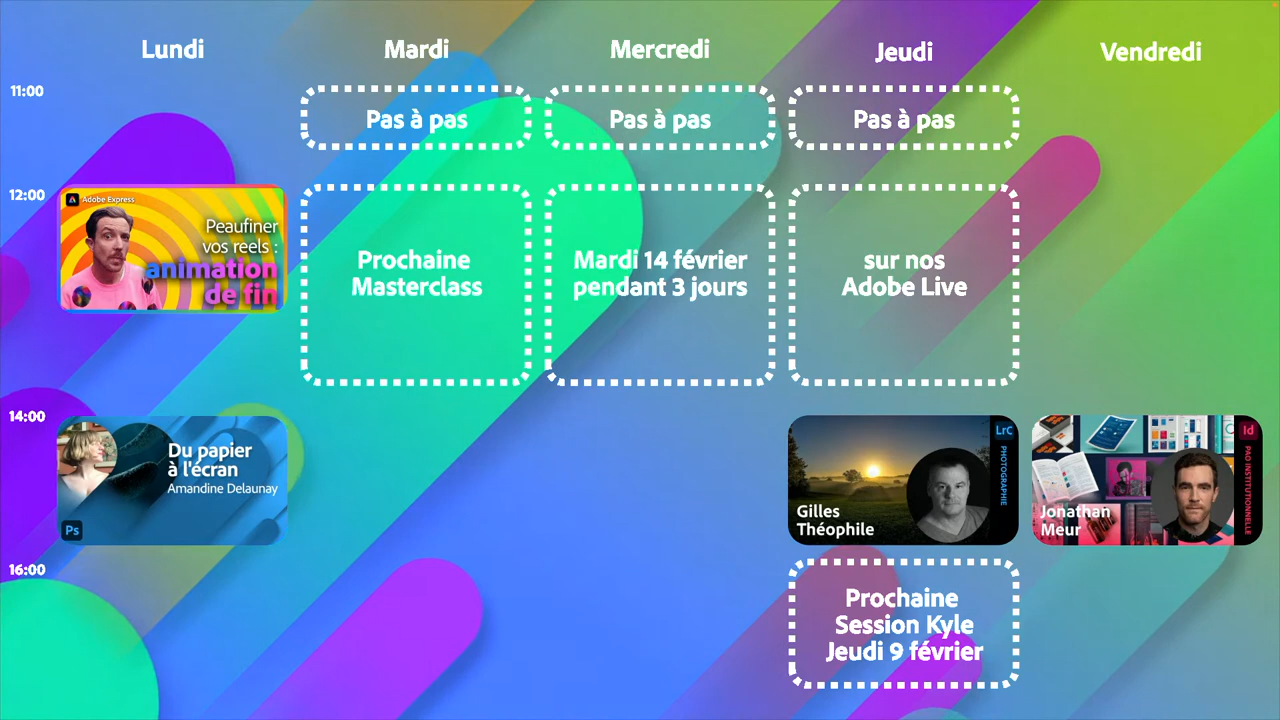 Lundi
Mardi
Mercredi
Jeudi
Vendredi
11:00
Pas à pas
Pas à pas
Pas à pas
12:00
Adobe Express
Peaufiner
vos reels :
animation
de fin
Prochaine
Masterclass
Mardi 14 février
pendant 3 jours
sur nos
Adobe Live
14:00
Du papier
à l'écran
Amandine Delaunay
Ps
Gilles
Théophile
LrC
PHOTOGRAPHIE
Jonathan
Meur
Id
PAO INSTITUTIONNELLE
16:00
Prochaine
Session Kyle
Jeudi 9 février